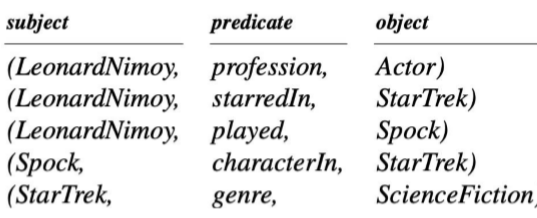 subject predicate object
(LeonardNimoy, profession, Actor)
(LeonardNimoy, starredIn, StarTrek)
(LeonardNimoy, played, Spock)
(Spock, characterIn, StarTrek)
(StarTrek, genre, ScienceFiction)